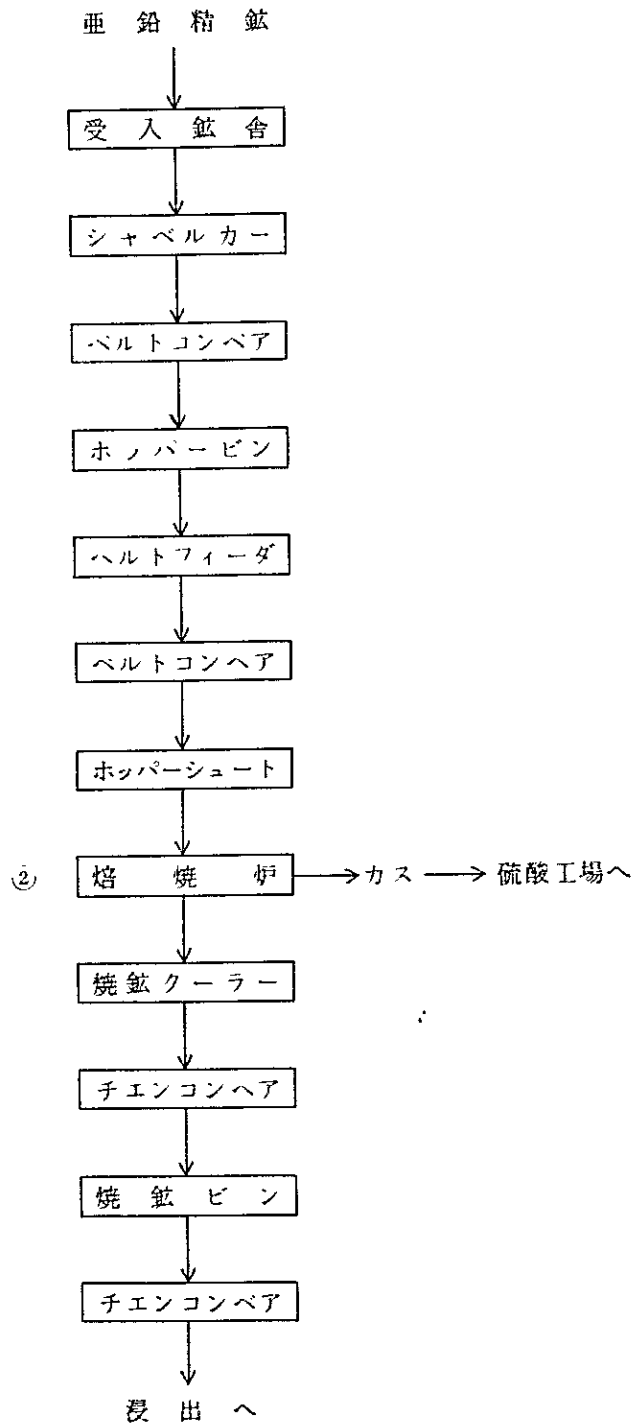 亜鉛精鉱
受入鉱舎
シャベルカー
ベルトコンベア
ホッパービン
ベルトフィーダ
ベルトコンベア
ホッパーシュート
② 焙焼炉 → ガス → 硫酸工場へ
焼鉱クーラー
チエンコンベア
焼鉱ビン
チエンコンベア
浸出へ